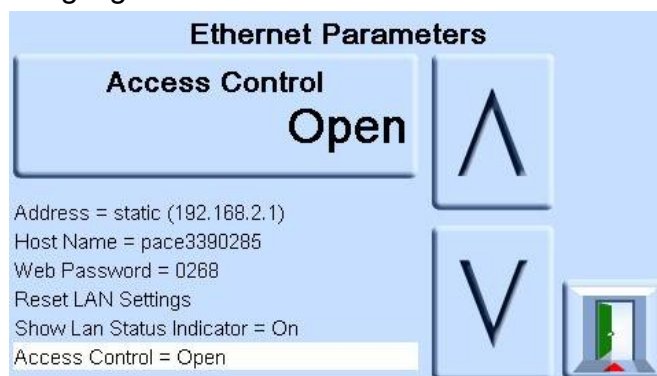 Ethernet Parameters
Access Control
Open
Address = static (192.168.2.1)
Host Name = pace3390285
Web Password = 0268
Reset LAN Settings
Show Lan Status Indicator = On
Access Control = Open